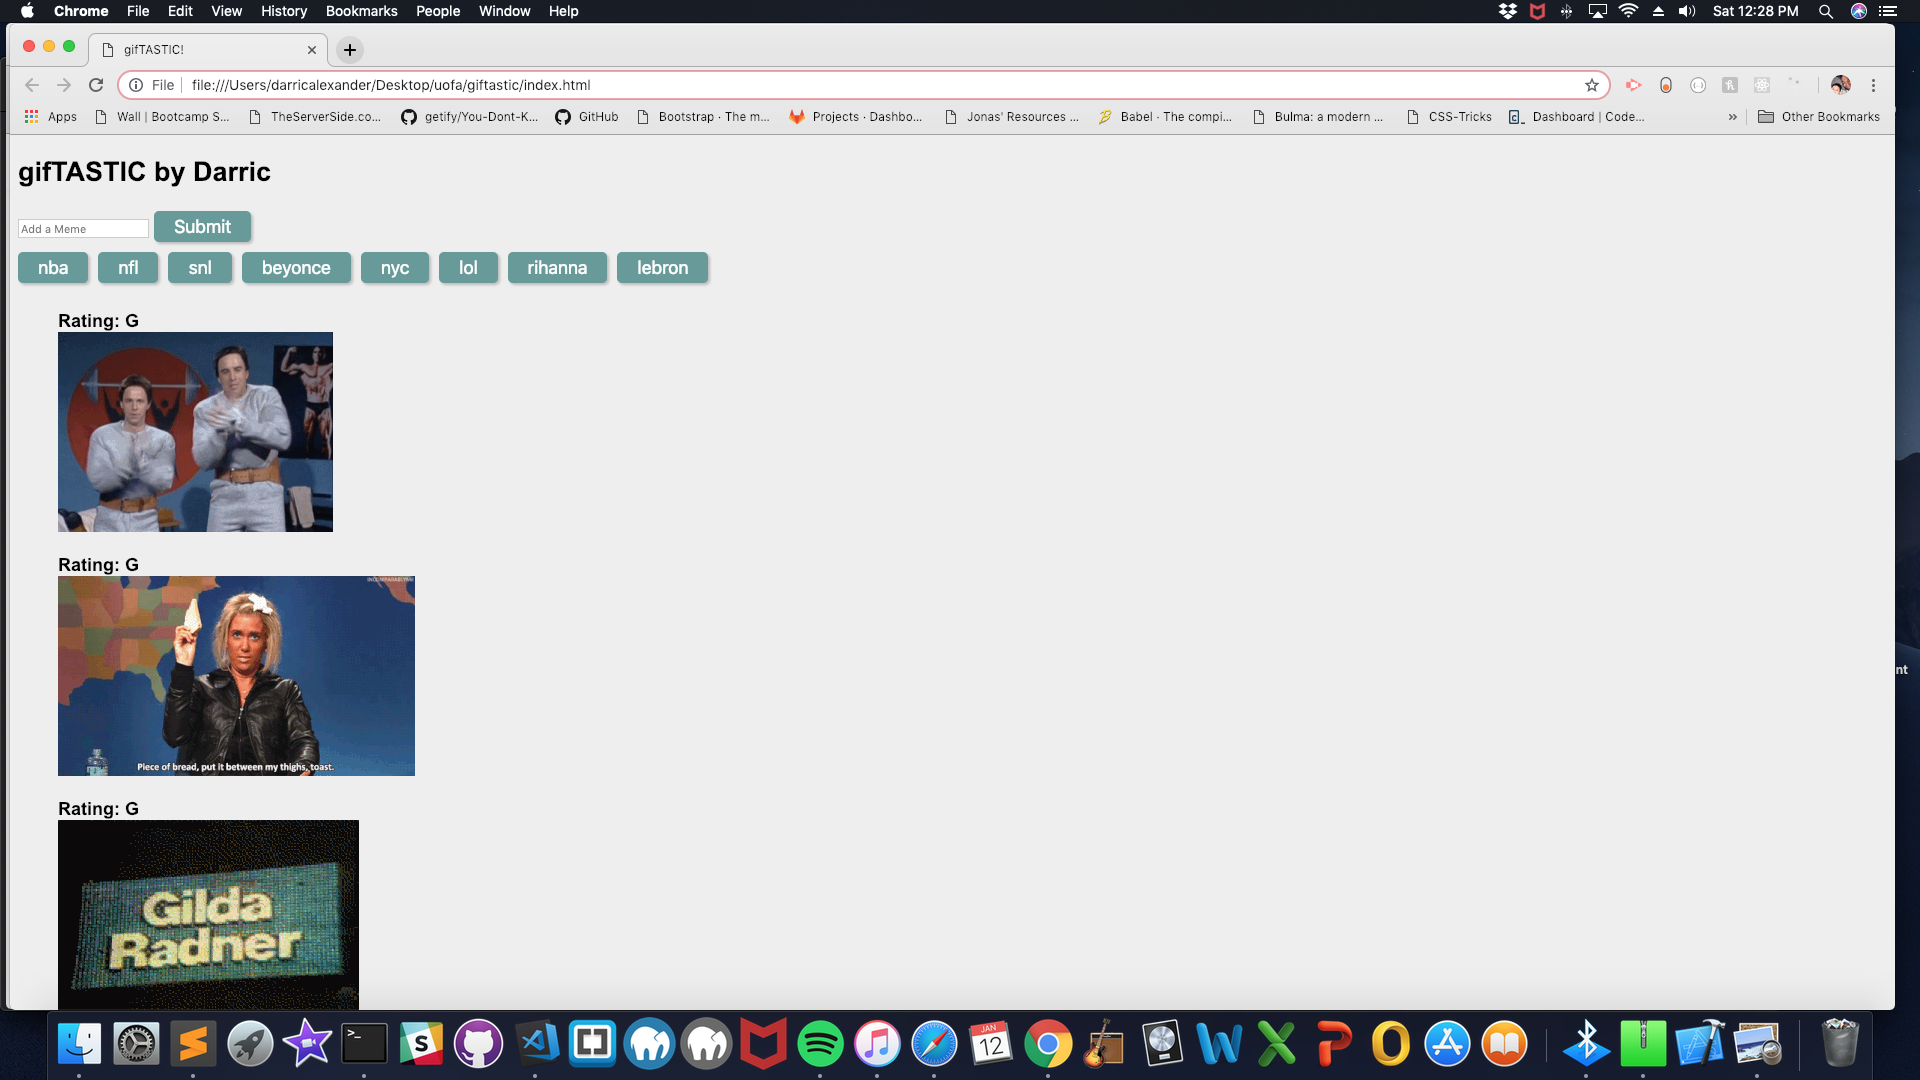 Chrome File Edit View History Bookmarks People Window Help Sat 12:28 PM
gifTASTIC!
File file:///Users/darricalexander/Desktop/uofa/giftastic/index.html
Apps Wall | Bootcamp S... TheServerSide.co... getify/You-Dont-K... GitHub Bootstrap · The m... Projects · Dashbo... Jonas' Resources ... Babel · The compi... Bulma: a modern ... CSS-Tricks Dashboard | Code... » Other Bookmarks
gifTASTIC by Darric
Add a Meme Submit
nba nfl snl beyonce nyc lol rihanna lebron
Rating: G
Rating: G
Piece of bread, put it between my thighs, toast.
nt
Rating: G
Gilda
Radner
JAN
12